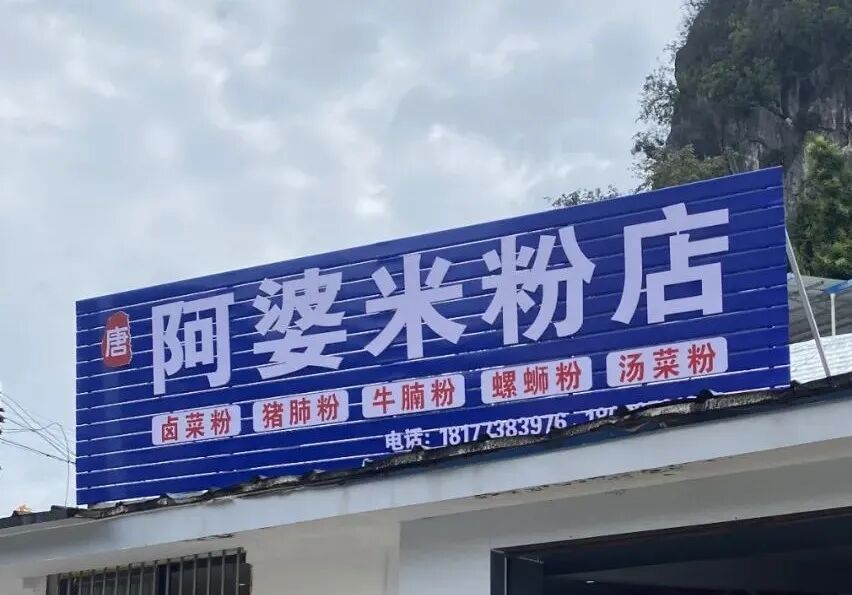 唐 阿婆米粉店
卤菜粉 猪肺粉 牛腩粉 螺蛳粉 汤菜粉
电话: 18177383976